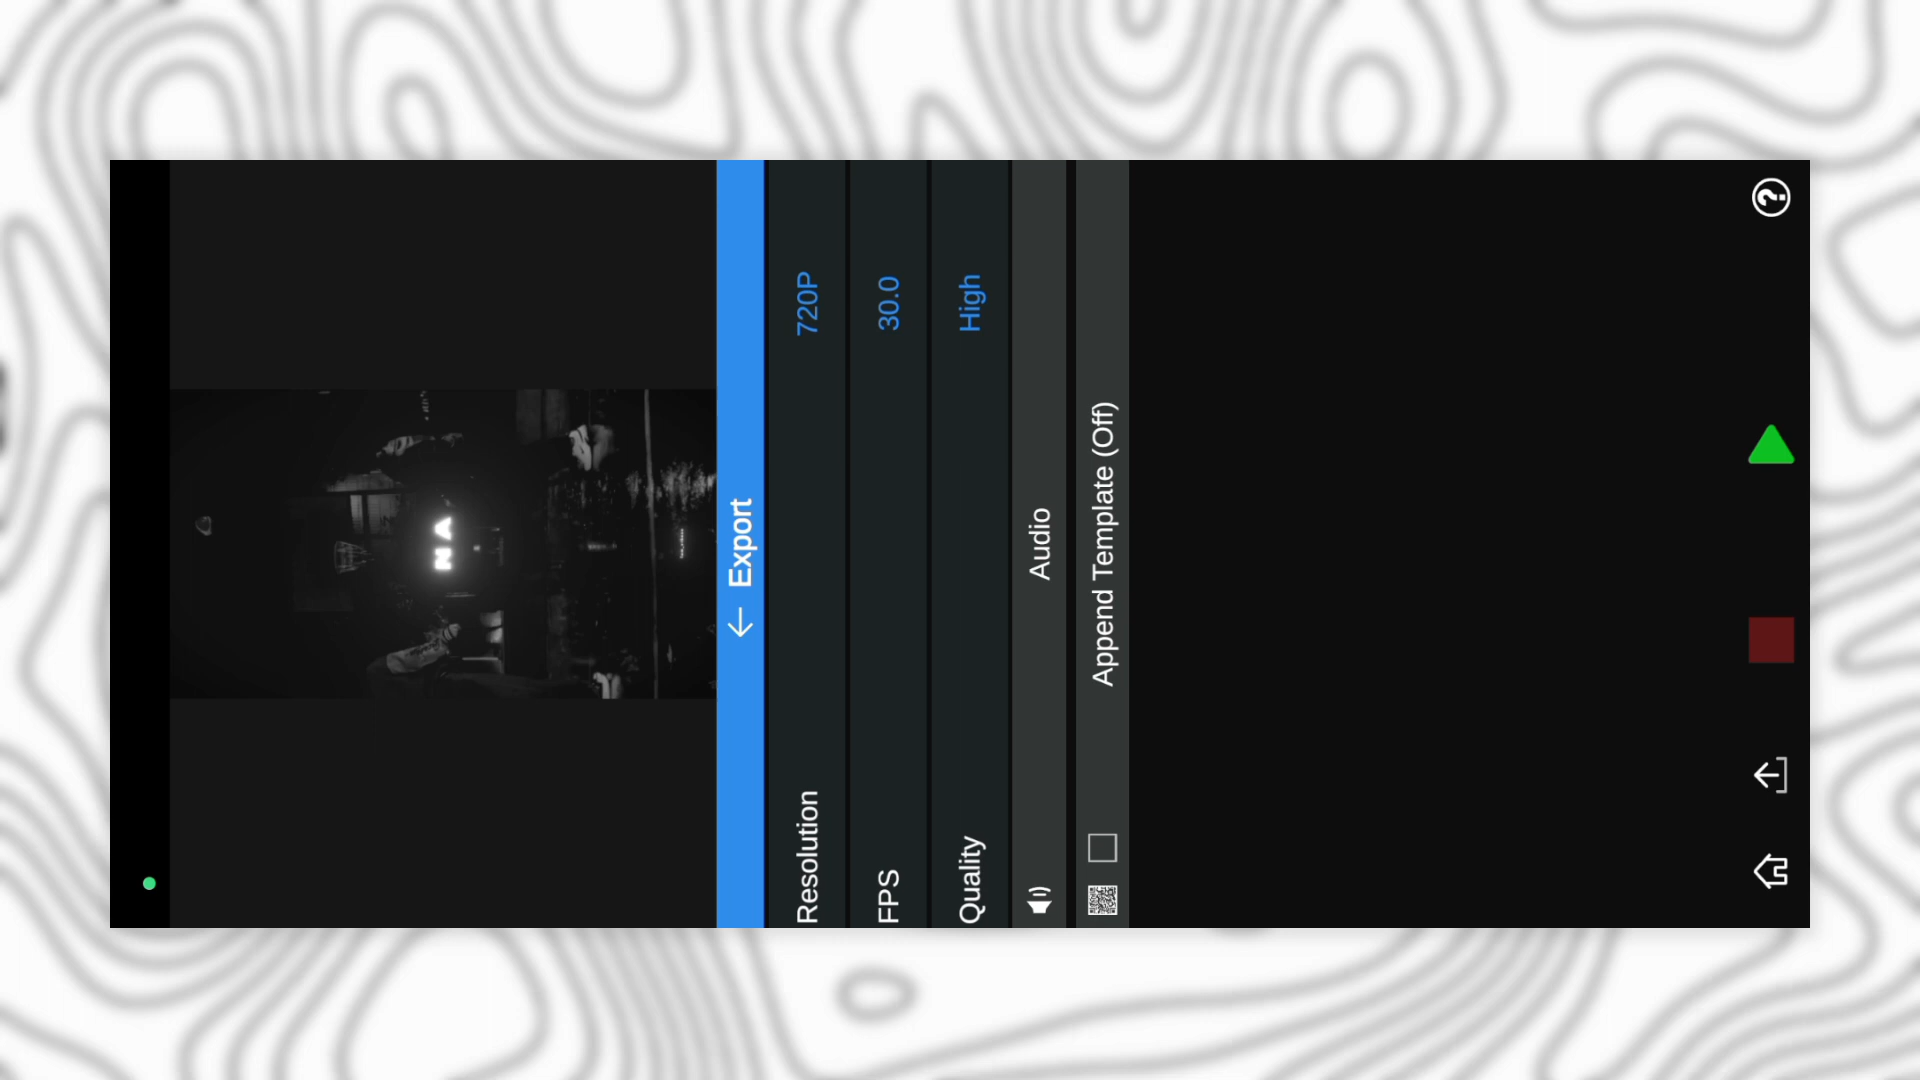 N A
Export
Resolution 720P
FPS 30.0
Quality High
Audio
Append Template (Off)
?